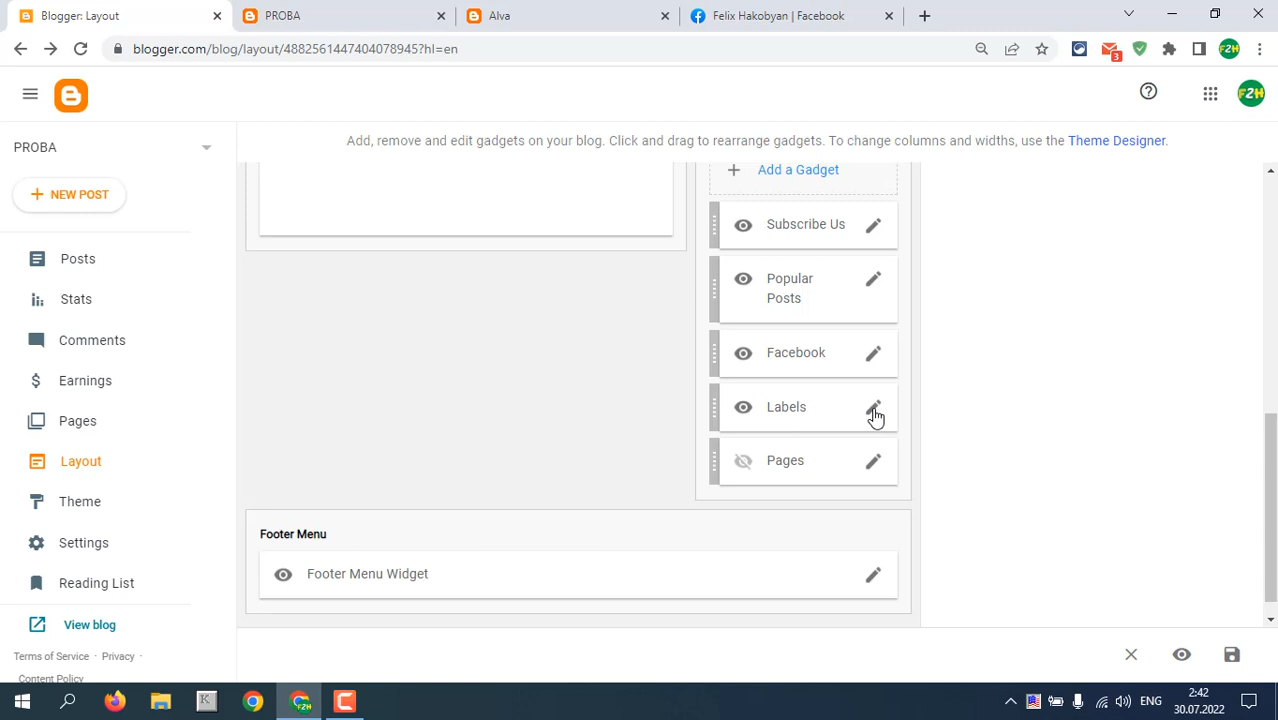 Blogger: Layout
PROBA
Alva
Felix Hakobyan | Facebook
blogger.com/blog/layout/4882561447404078945?hl=en
3
F2H
F2H
PROBA
Add, remove and edit gadgets on your blog. Click and drag to rearrange gadgets. To change columns and widths, use the Theme Designer.
NEW POST
Posts
Stats
Comments
Earnings
Pages
Layout
Theme
Settings
Reading List
View blog
Terms of Service · Privacy ·
Content Policy
Add a Gadget
Subscribe Us
Popular
Posts
Facebook
Labels
Pages
Footer Menu
Footer Menu Widget
ENG
2:42
30.07.2022